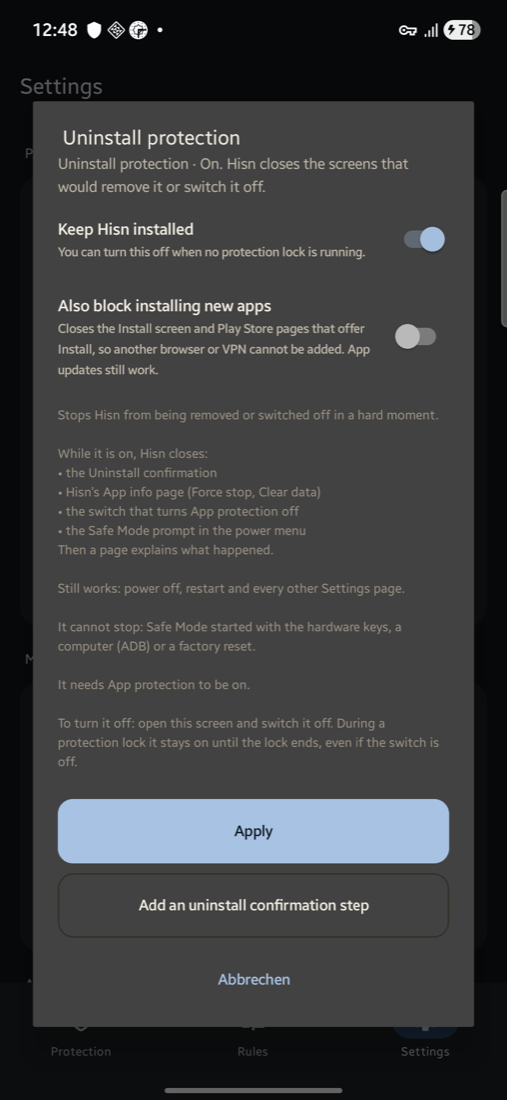 12:48
78
Settings
P
Uninstall protection
Uninstall protection · On. Hisn closes the screens that
would remove it or switch it off.
Keep Hisn installed
You can turn this off when no protection lock is running.
Also block installing new apps
Closes the Install screen and Play Store pages that offer
Install, so another browser or VPN cannot be added. App
updates still work.
Stops Hisn from being removed or switched off in a hard moment.
While it is on, Hisn closes:
• the Uninstall confirmation
• Hisn's App info page (Force stop, Clear data)
• the switch that turns App protection off
• the Safe Mode prompt in the power menu
Then a page explains what happened.
Still works: power off, restart and every other Settings page.
It cannot stop: Safe Mode started with the hardware keys, a
computer (ADB) or a factory reset.
M
It needs App protection to be on.
To turn it off: open this screen and switch it off. During a
protection lock it stays on until the lock ends, even if the switch is
off.
Apply
Add an uninstall confirmation step
Abbrechen
Protection
Rules
Settings